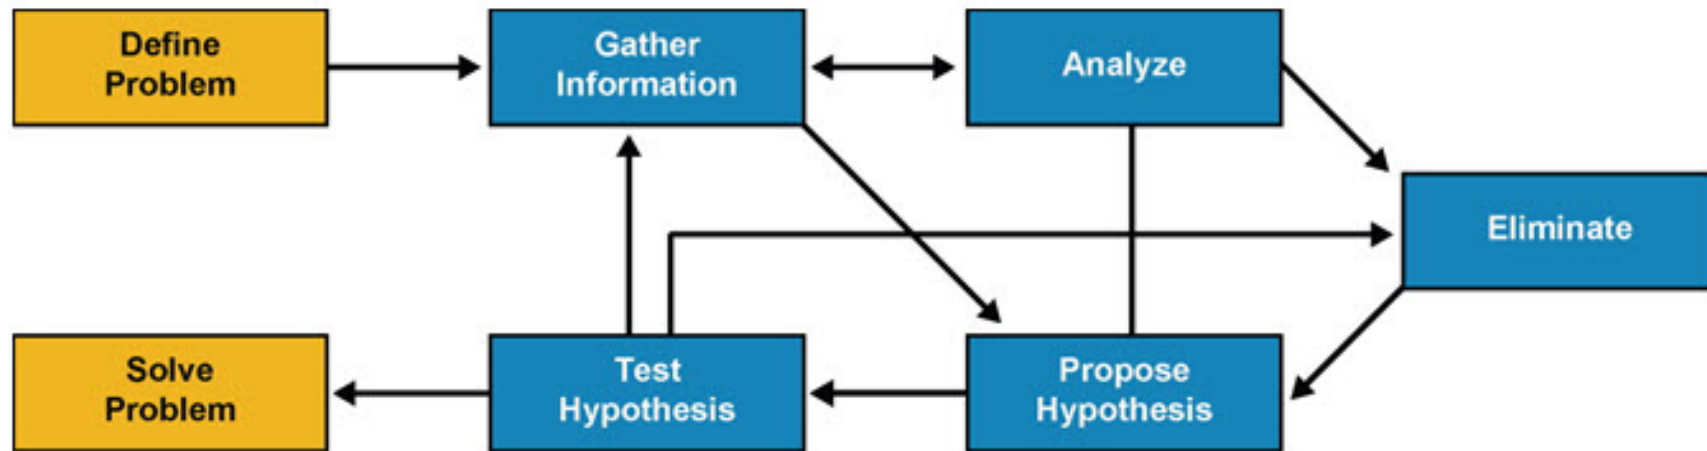 Define
Problem
Gather
Information
Analyze
Eliminate
Solve
Problem
Test
Hypothesis
Propose
Hypothesis